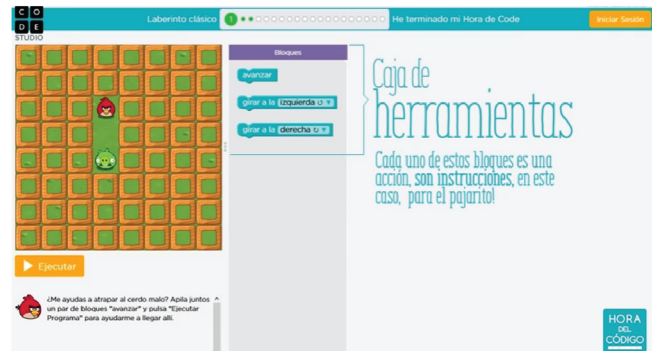 C O
D E
STUDIO
Laberinto clásico
1
He terminado mi Hora de Code
Iniciar Sesión
Bloques
avanzar
girar a la izquierda
girar a la derecha
Caja de
herramientas
Cada uno de estos bloques es una
acción, son instrucciones, en este
caso, para el pajarito!
Ejecutar
¿Me ayudas a atrapar al cerdo malo? Apila juntos
un par de bloques "avanzar" y pulsa "Ejecutar
Programa" para ayudarme a llegar allí.
HORA
DEL
CÓDIGO